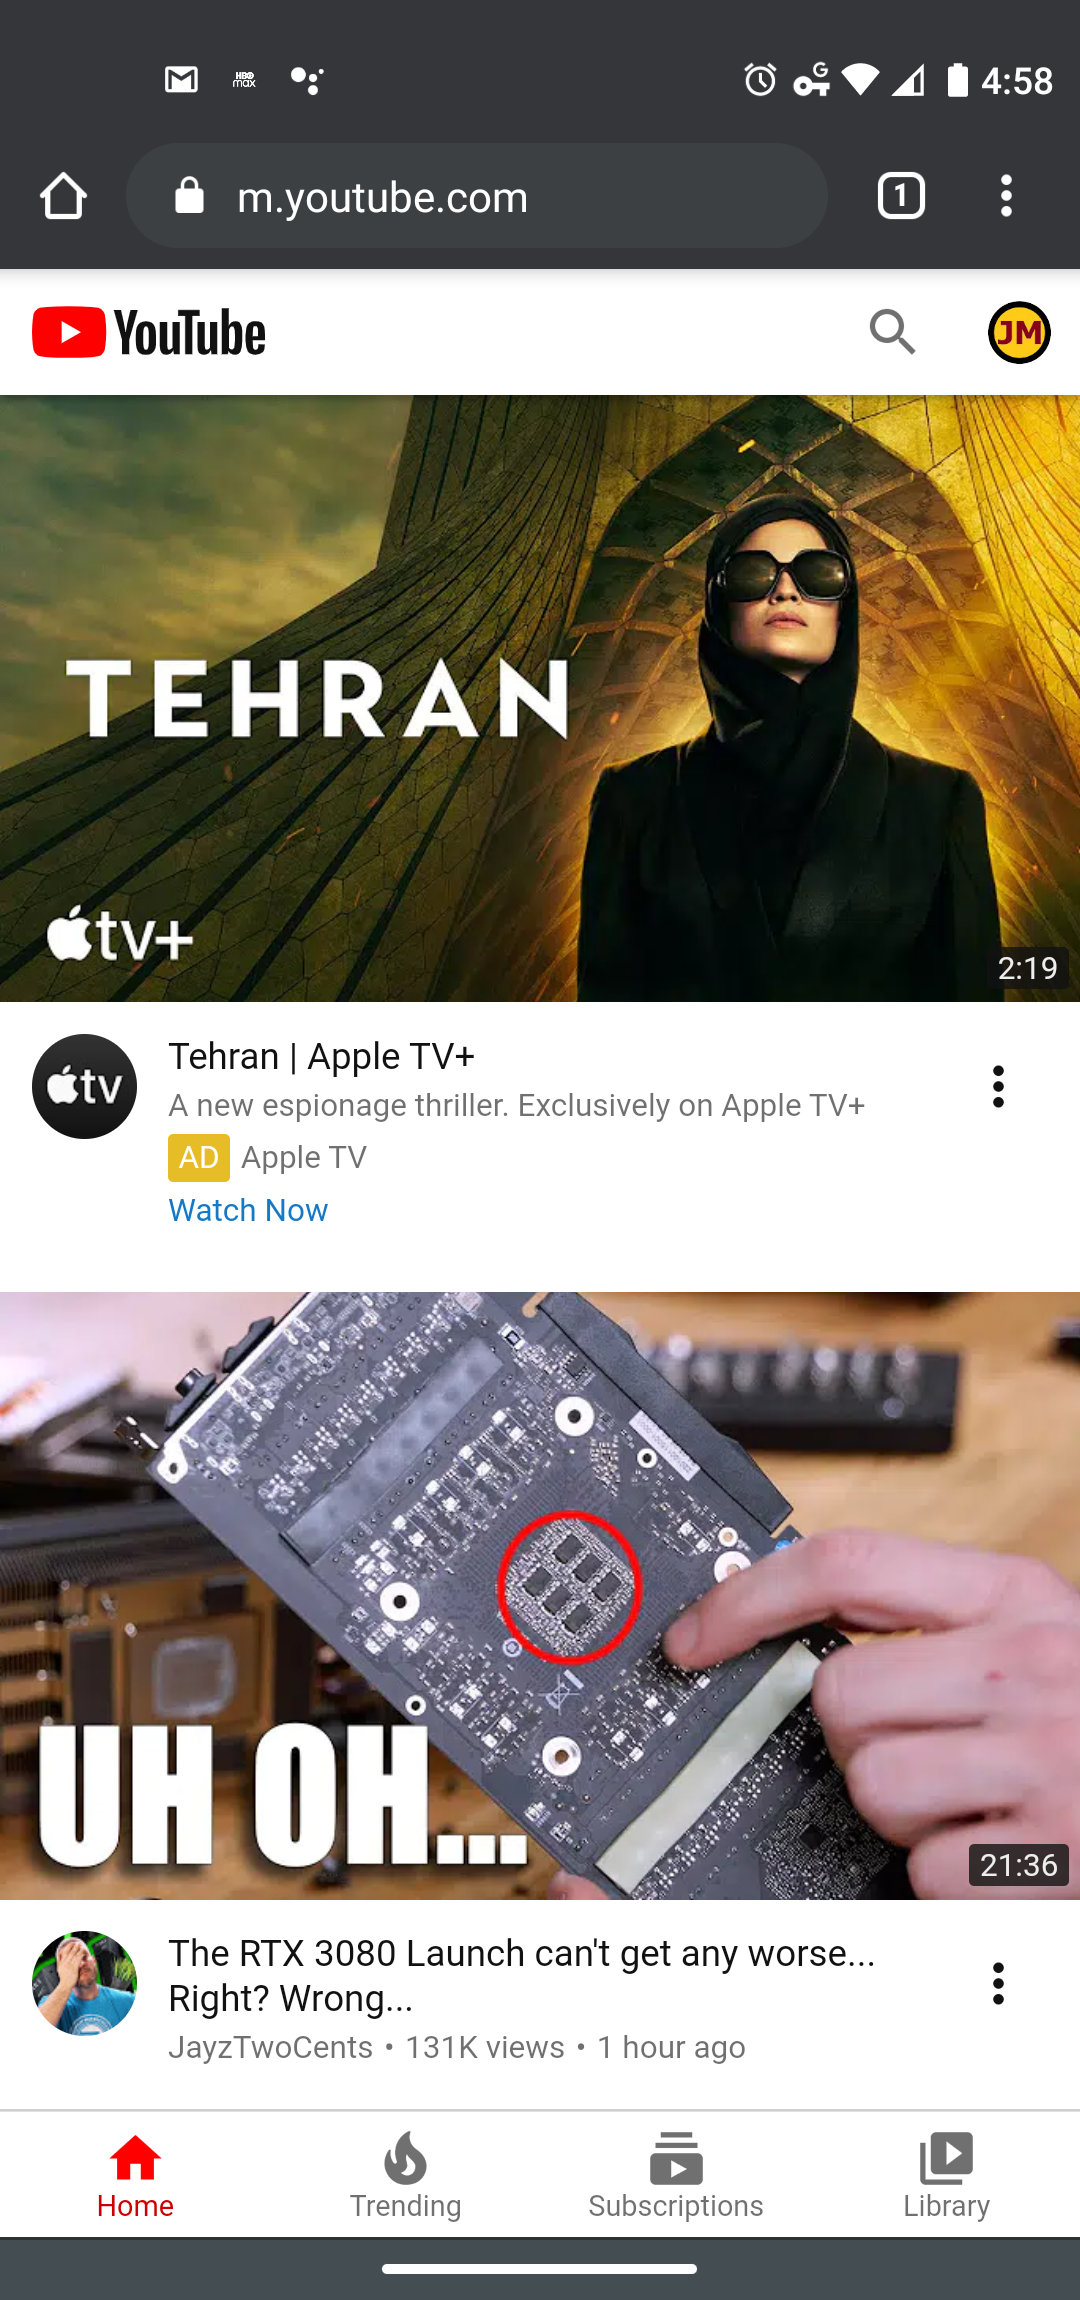 HBO
max
G
4:58
m.youtube.com
1
YouTube
JM
TEHRAN
tv+
2:19
tv
Tehran | Apple TV+
A new espionage thriller. Exclusively on Apple TV+
AD Apple TV
Watch Now
UH OH...
21:36
The RTX 3080 Launch can't get any worse...
Right? Wrong...
JayzTwoCents • 131K views • 1 hour ago
Home
Trending
Subscriptions
Library